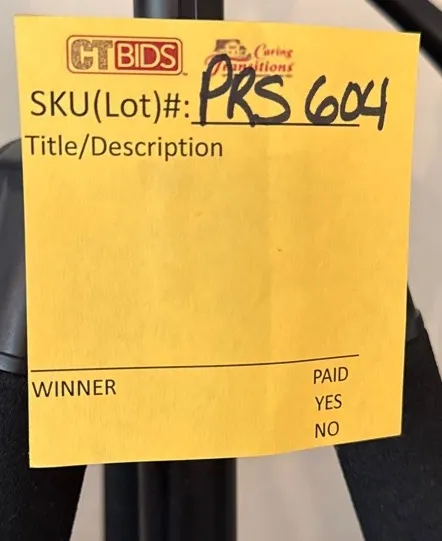 CTBIDS Caring
Transitions
SKU(Lot)#: PRS 604
Title/Description
WINNER PAID
YES
NO